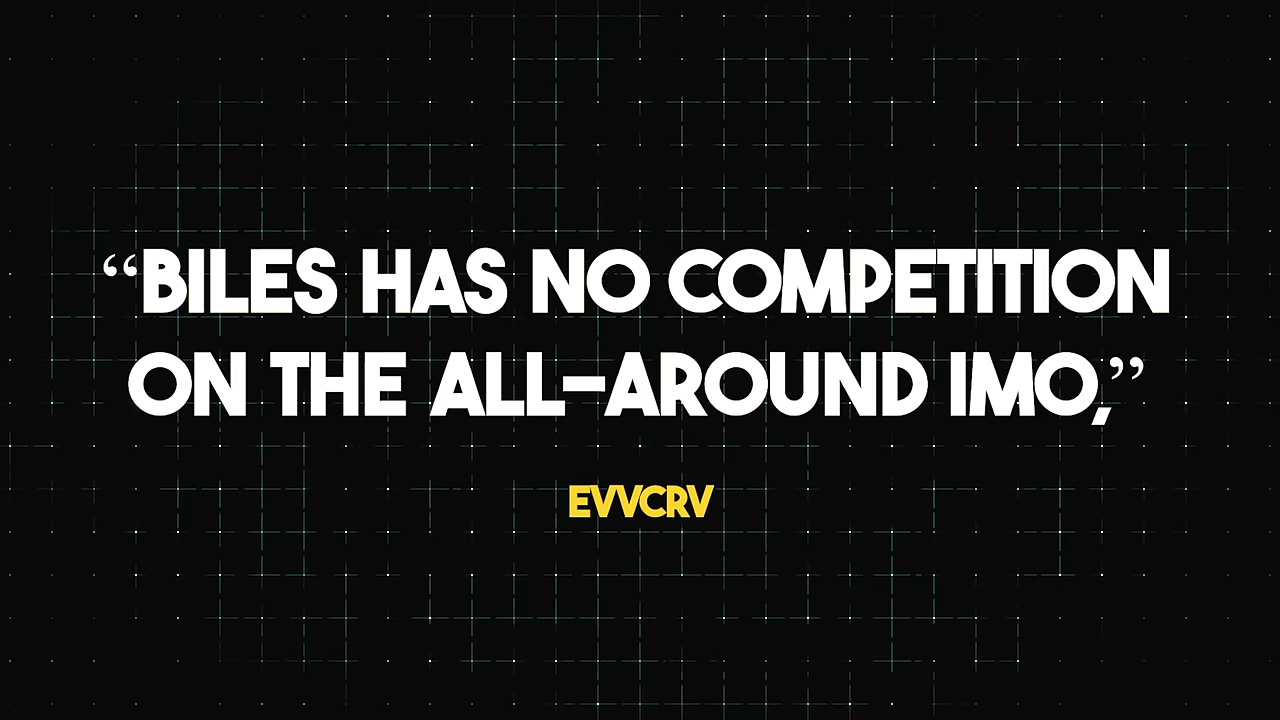 “BILES HAS NO COMPETITION
ON THE ALL-AROUND IMO,”
EVVCRV